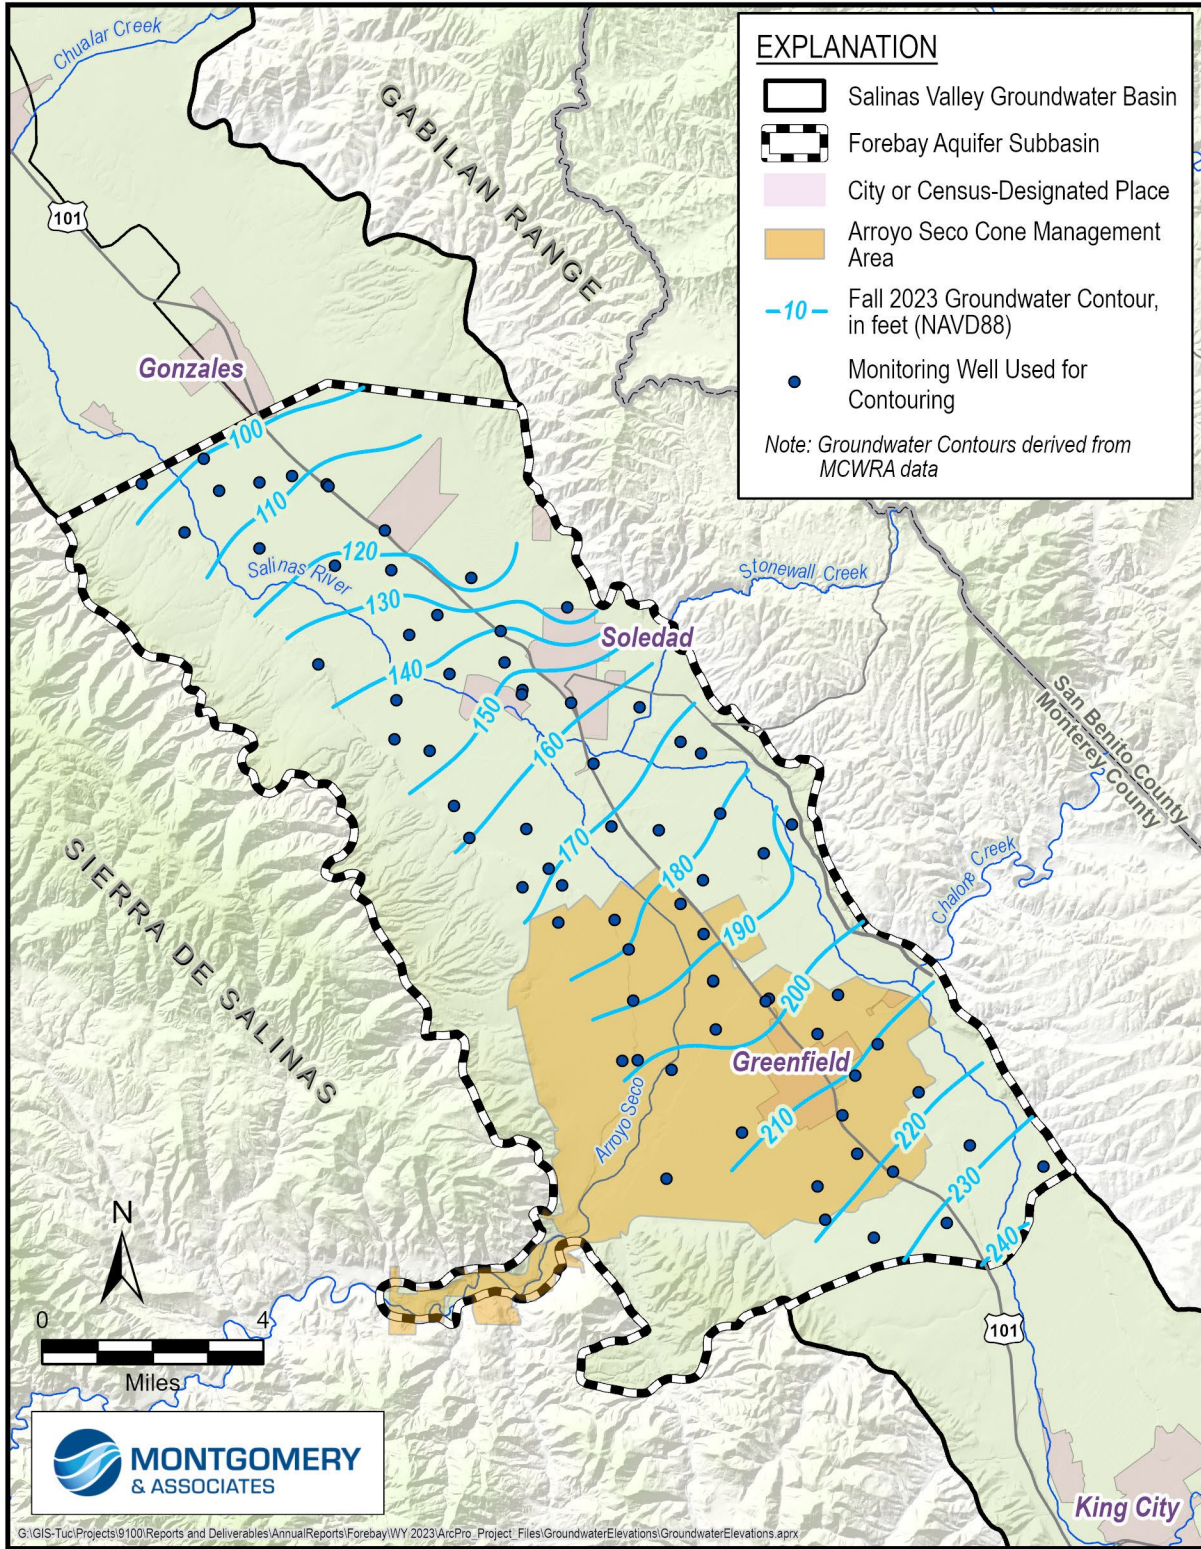 Chualar Creek
GABILAN RANGE
101
Gonzales
EXPLANATION
Salinas Valley Groundwater Basin
Forebay Aquifer Subbasin
City or Census-Designated Place
Arroyo Seco Cone Management
Area
10
Fall 2023 Groundwater Contour,
in feet (NAVD88)
Monitoring Well Used for
Contouring
Note: Groundwater Contours derived from
MCWRA data
100
110
120
Salinas River
130
Stonewall Creek
Soledad
140
150
160
San Benito County
Monterey County
170
180
SIERRA DE SALINAS
Chalone Creek
190
200
Greenfield
Arroyo Seco
210
220
230
240
N
0
4
Miles
101
MONTGOMERY
& ASSOCIATES
King City
G:\GIS-Tuc\Projects\9100\Reports and Deliverables\AnnualReports\Forebay\WY 2023\ArcPro_Project_Files\GroundwaterElevations\GroundwaterElevations.aprx